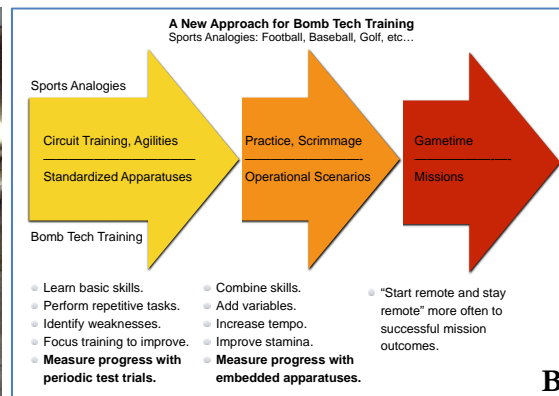 A New Approach for Bomb Tech Training
Sports Analogies: Football, Baseball, Golf, etc…
Sports Analogies
Circuit Training, Agilities
Standardized Apparatuses
Bomb Tech Training
Practice, Scrimmage
Operational Scenarios
Gametime
Missions
Learn basic skills.
Perform repetitive tasks.
Identify weaknesses.
Focus training to improve.
Measure progress with
periodic test trials.
Combine skills.
Add variables.
Increase tempo.
Improve stamina.
Measure progress with
embedded apparatuses.
“Start remote and stay
remote” more often to
successful mission
outcomes.
B